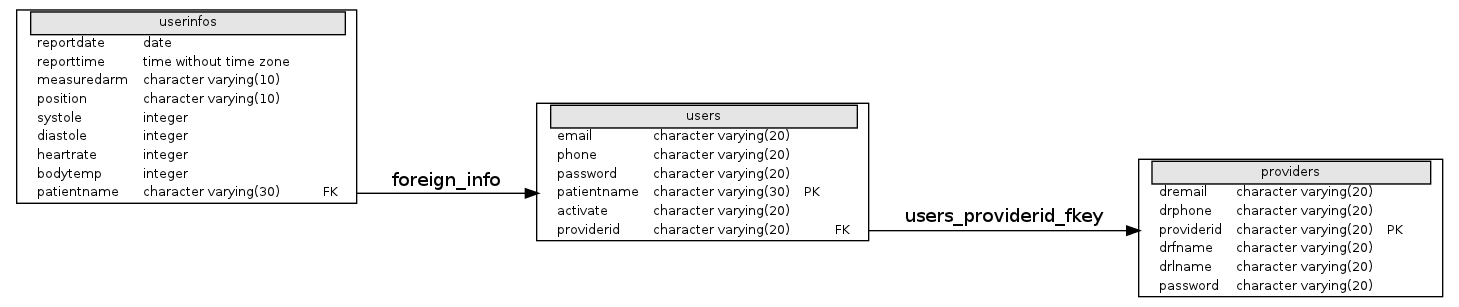 userinfos
reportdate date
reporttime time without time zone
measuredarm character varying(10)
position character varying(10)
systole integer
diastole integer
heartrate integer
bodytemp integer
patientname character varying(30) FK
foreign_info
users
email character varying(20)
phone character varying(20)
password character varying(20)
patientname character varying(30) PK
activate character varying(20)
providerid character varying(20) FK
users_providerid_fkey
providers
dremail character varying(20)
drphone character varying(20)
providerid character varying(20) PK
drfname character varying(20)
drlname character varying(20)
password character varying(20)